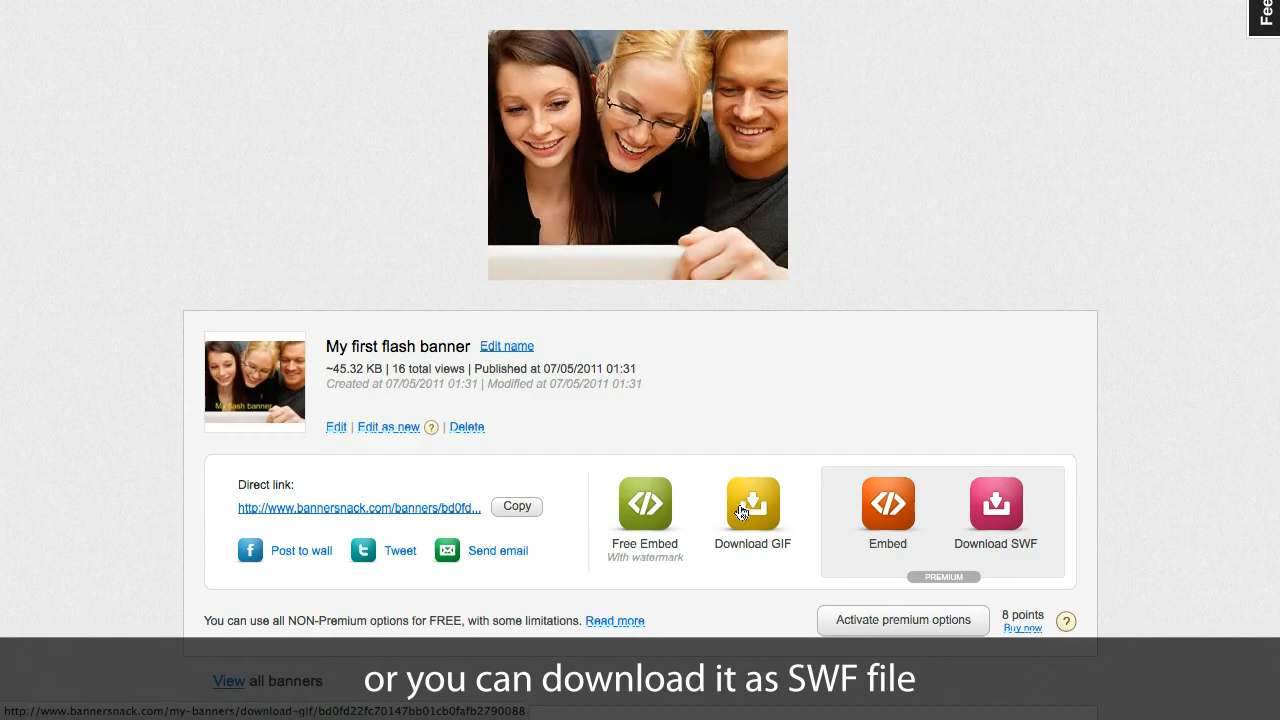 Fee
My first flash banner Edit name
~45.32 KB | 16 total views | Published at 07/05/2011 01:31
Created at 07/05/2011 01:31 | Modified at 07/05/2011 01:31
My flash banner
Edit | Edit as new ? | Delete
Direct link:
http://www.bannersnack.com/banners/bd0fd... Copy
f Post to wall t Tweet Send email
Free Embed
With watermark
Download GIF
Embed
Download SWF
PREMIUM
You can use all NON-Premium options for FREE, with some limitations. Read more
Activate premium options
8 points
Buy now
?
View all banners
or you can download it as SWF file
http://www.bannersnack.com/my-banners/download-gif/bd0fd22fc70147bb01cb0fafb2790088